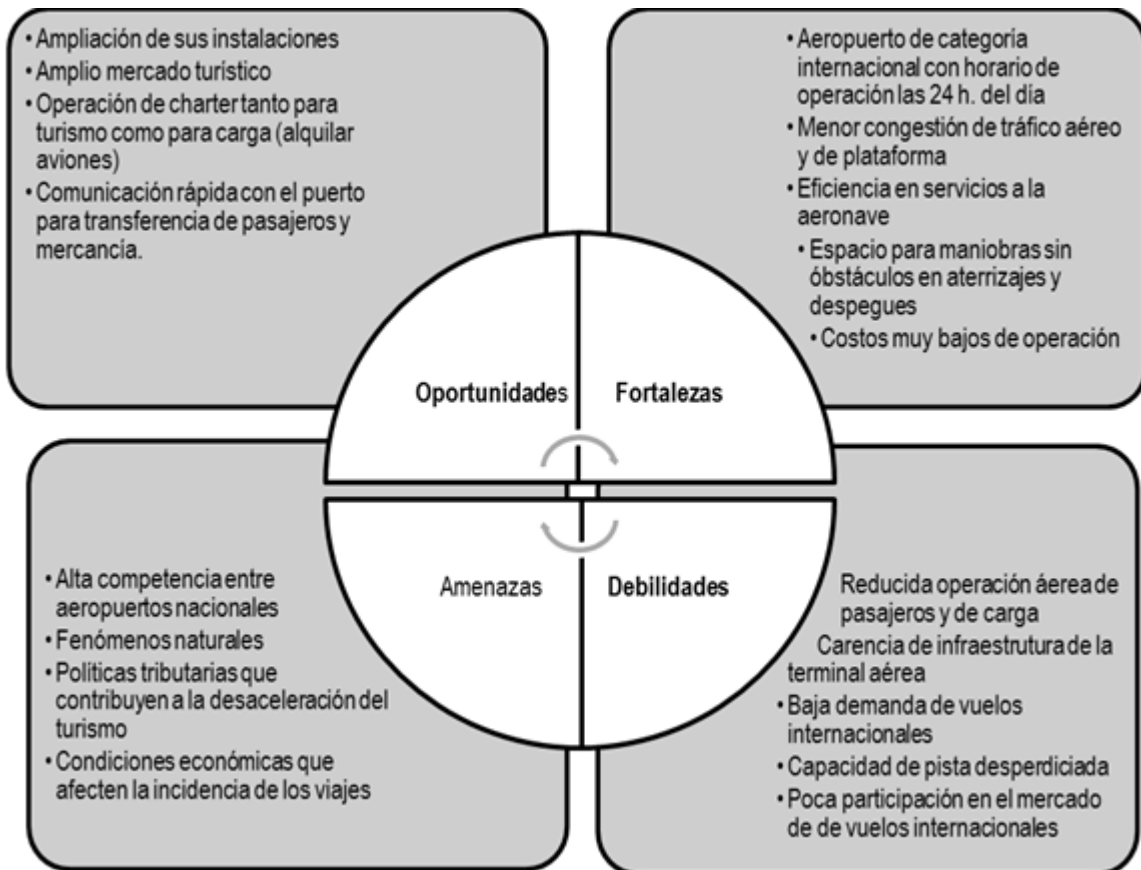 • Ampliación de sus instalaciones
• Amplio mercado turístico
• Operación de charter tanto para
turismo como para carga (alquilar
aviones)
• Comunicación rápida con el puerto
para transferencia de pasajeros y
mercancía.
• Aeropuerto de categoría
internacional con horario de
operación las 24 h. del día
• Menor congestión de tráfico aéreo
y de plataforma
• Eficiencia en servicios a la
aeronave
• Espacio para maniobras sin
óbstáculos en aterrizajes y
despegues
• Costos muy bajos de operación
Oportunidades
Fortalezas
Amenazas
Debilidades
• Alta competencia entre
aeropuertos nacionales
• Fenómenos naturales
• Políticas tributarias que
contribuyen a la desaceleración del
turismo
• Condiciones económicas que
afecten la incidencia de los viajes
Reducida operación áerea de
pasajeros y de carga
Carencia de infraestrutura de la
terminal aérea
• Baja demanda de vuelos
internacionales
• Capacidad de pista desperdiciada
• Poca participación en el mercado
de de vuelos internacionales